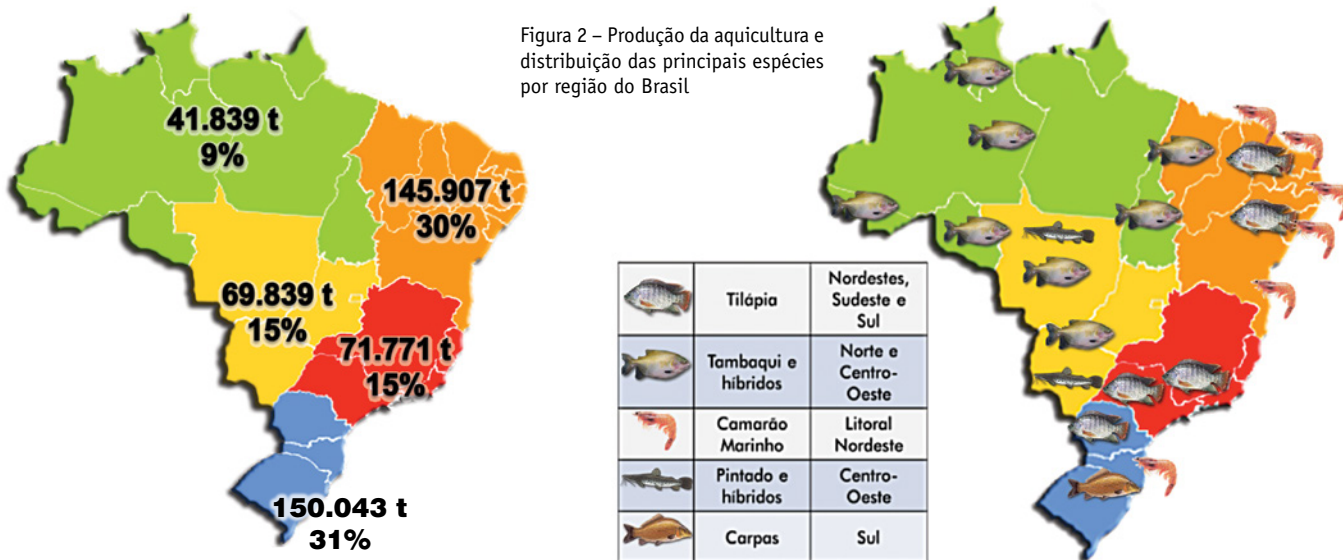 Figura 2 – Produção da aquicultura e
distribuição das principais espécies
por região do Brasil
41.839 t
9%
145.907 t
30%
69.839 t
15%
71.771 t
15%
150.043 t
31%
Tilápia
Nordestes,
Sudeste e
Sul
Tambaqui e
híbridos
Norte e
Centro-
Oeste
Camarão
Marinho
Litoral
Nordeste
Pintado e
híbridos
Centro-
Oeste
Carpas
Sul